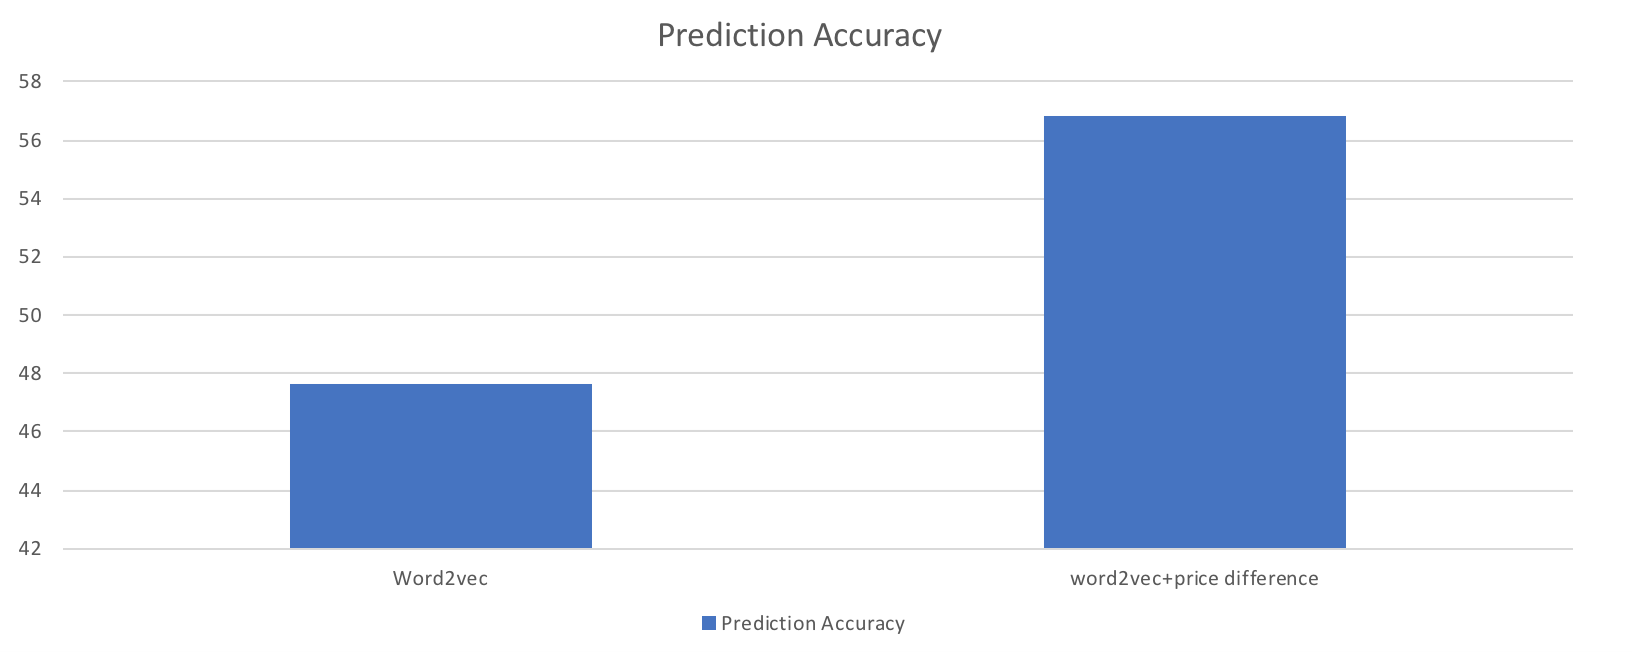 Prediction Accuracy
58
56
54
52
50
48
46
44
42
Word2vec
word2vec+price difference
Prediction Accuracy